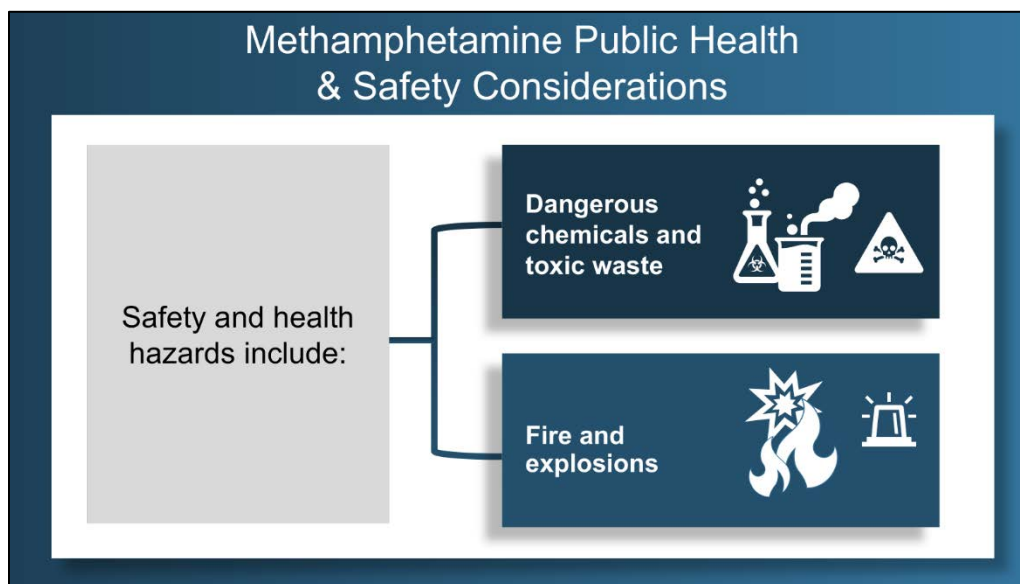 Methamphetamine Public Health
& Safety Considerations
Safety and health
hazards include:
Dangerous
chemicals and
toxic waste
Fire and
explosions